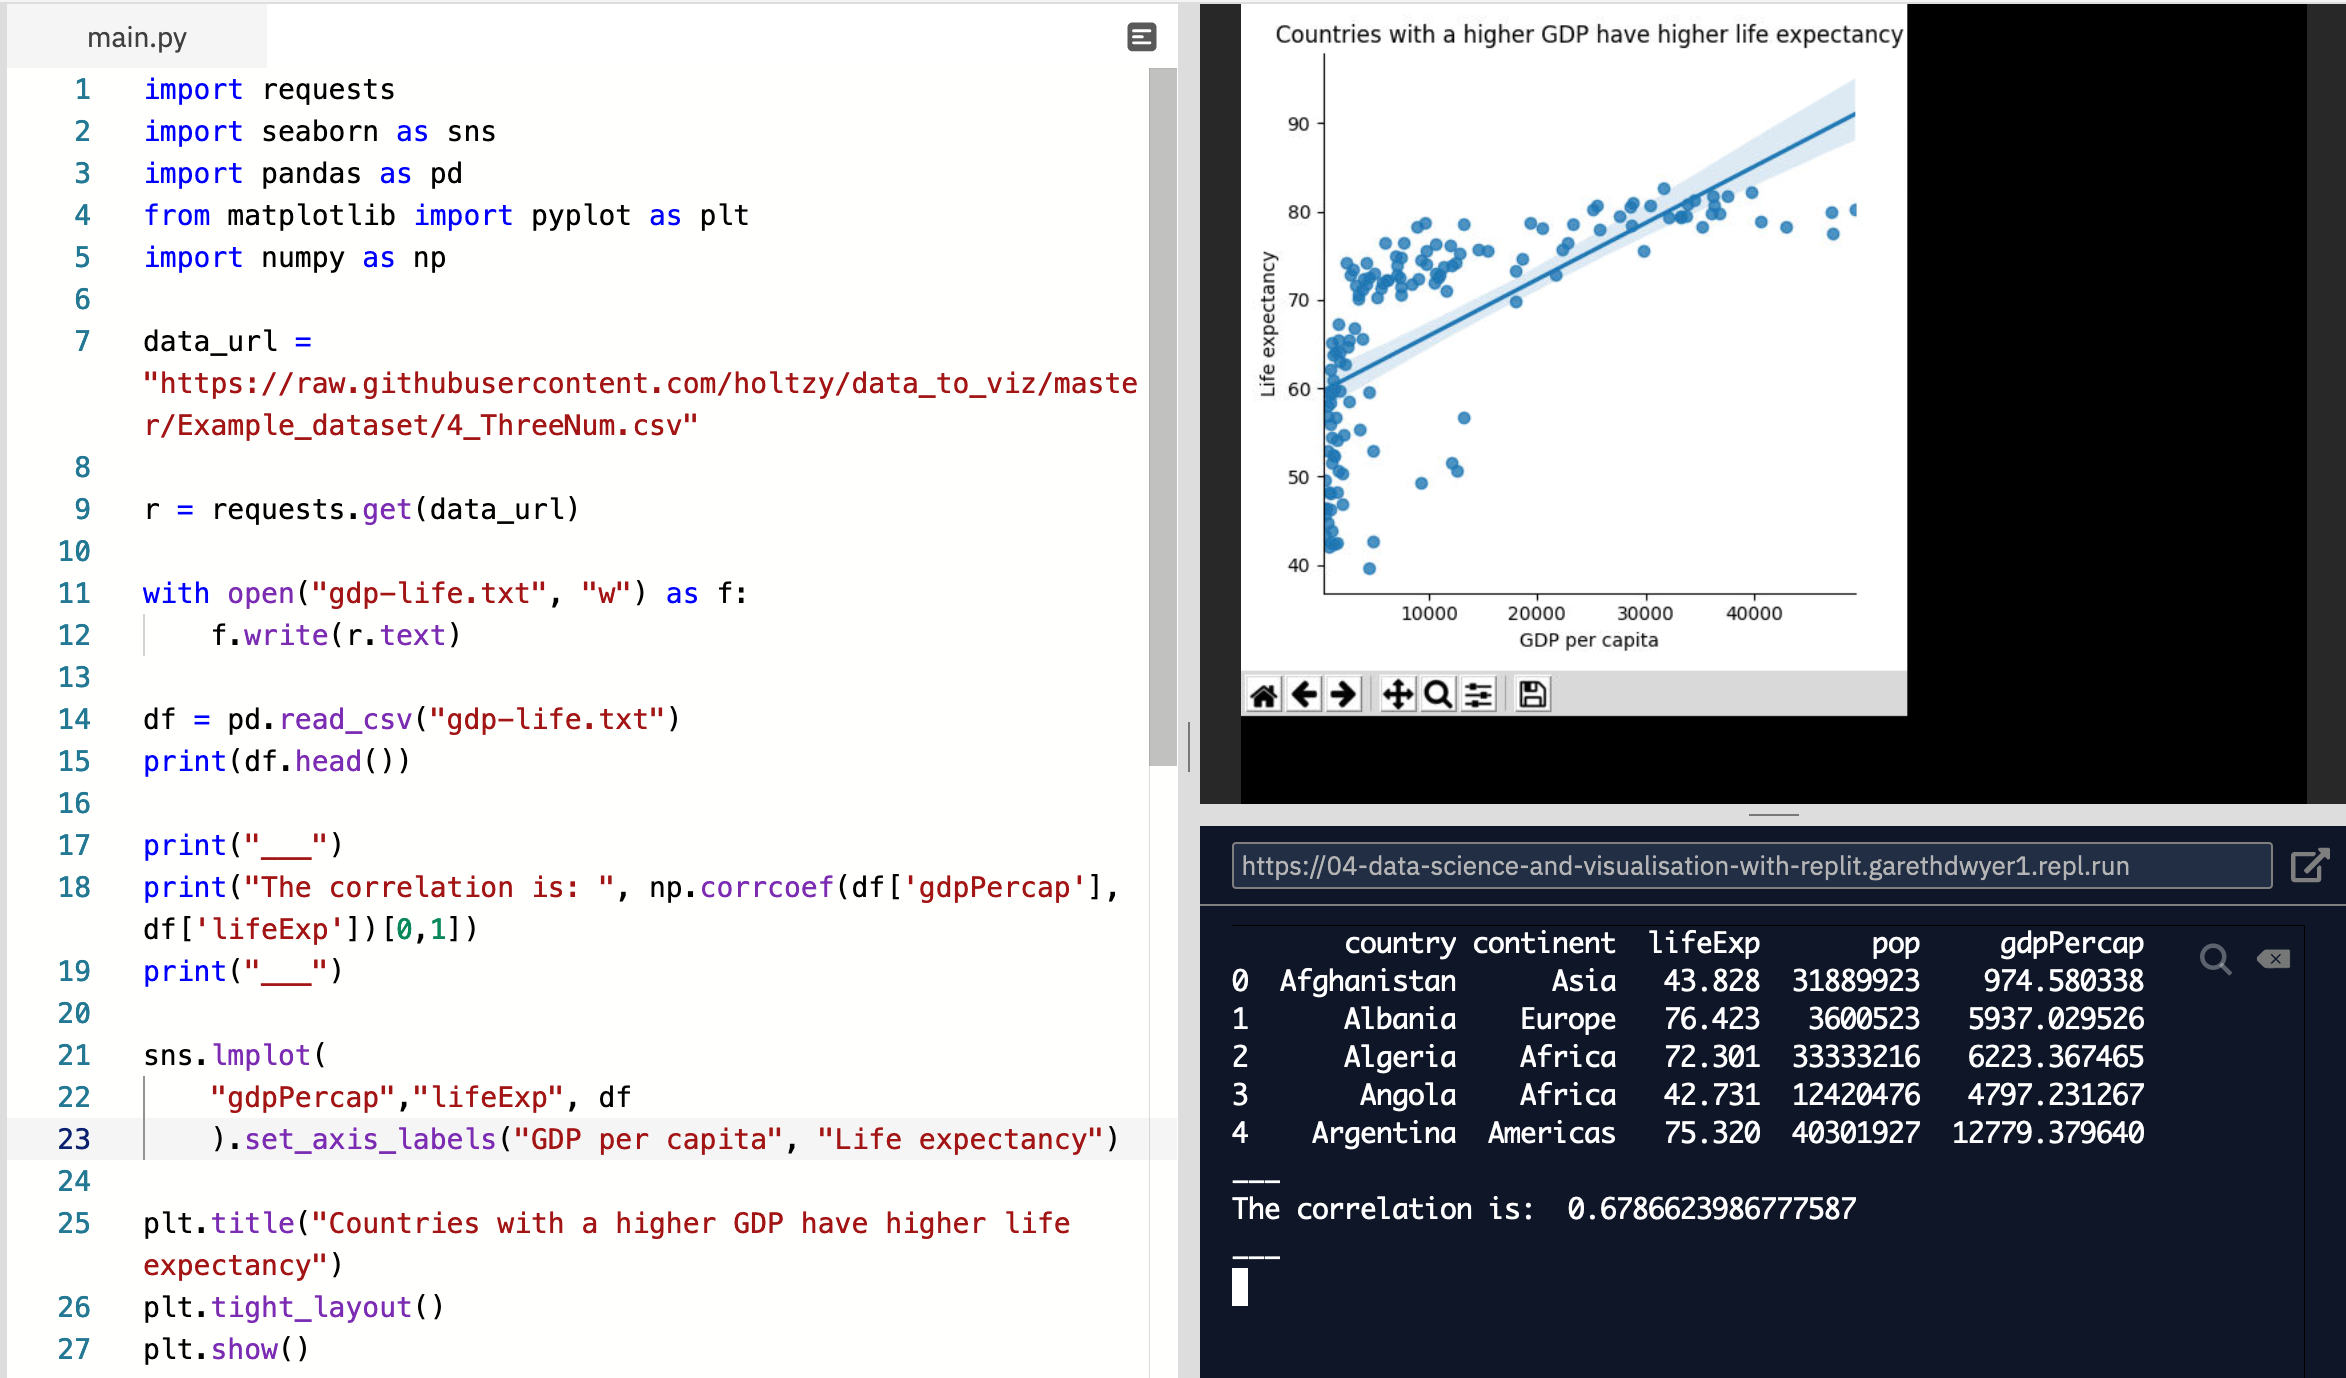 main.py
1 import requests
2 import seaborn as sns
3 import pandas as pd
4 from matplotlib import pyplot as plt
5 import numpy as np
6
7 data_url =
"https://raw.githubusercontent.com/holtzy/data_to_viz/maste
r/Example_dataset/4_ThreeNum.csv"
8
9 r = requests.get(data_url)
10
11 with open("gdp-life.txt", "w") as f:
12 f.write(r.text)
13
14 df = pd.read_csv("gdp-life.txt")
15 print(df.head())
16
17 print("___")
18 print("The correlation is: ", np.corrcoef(df['gdpPercap'],
df['lifeExp'])[0,1])
19 print("___")
20
21 sns.lmplot(
22 "gdpPercap","lifeExp", df
23 ).set_axis_labels("GDP per capita", "Life expectancy")
24
25 plt.title("Countries with a higher GDP have higher life
expectancy")
26 plt.tight_layout()
27 plt.show()
Countries with a higher GDP have higher life expectancy
90
80
70
60
50
40
Life expectancy
10000 20000 30000 40000
GDP per capita
https://04-data-science-and-visualisation-with-replit.garethdwyer1.repl.run
country continent lifeExp pop gdpPercap
0 Afghanistan Asia 43.828 31889923 974.580338
1 Albania Europe 76.423 3600523 5937.029526
2 Algeria Africa 72.301 33333216 6223.367465
3 Angola Africa 42.731 12420476 4797.231267
4 Argentina Americas 75.320 40301927 12779.379640
___
The correlation is: 0.6786623986777587
___